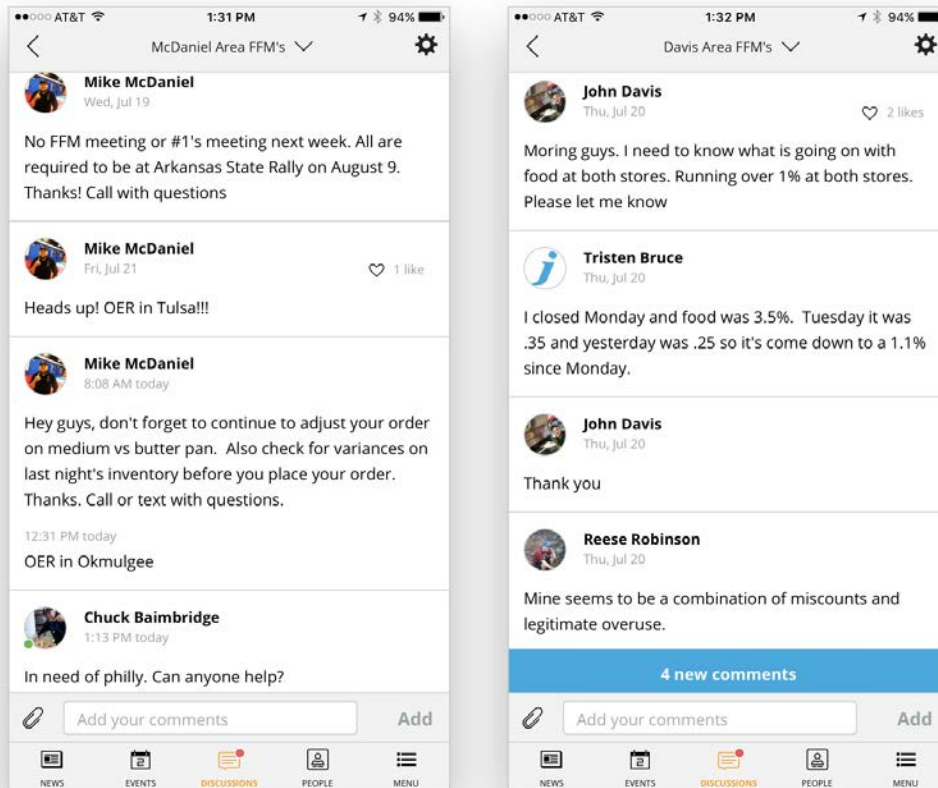 AT&T 1:31 PM 94%
McDaniel Area FFM's
Mike McDaniel
Wed, Jul 19
No FFM meeting or #1's meeting next week. All are
required to be at Arkansas State Rally on August 9.
Thanks! Call with questions
Mike McDaniel
Fri, Jul 21
1 like
Heads up! OER in Tulsa!!!
Mike McDaniel
8:08 AM today
Hey guys, don't forget to continue to adjust your order
on medium vs butter pan. Also check for variances on
last night's inventory before you place your order.
Thanks. Call or text with questions.
12:31 PM today
OER in Okmulgee
Chuck Baimbridge
1:13 PM today
In need of philly. Can anyone help?
Add your comments Add
2
NEWS EVENTS DISCUSSIONS PEOPLE MENU
AT&T 1:32 PM 94%
Davis Area FFM's
John Davis
Thu, Jul 20
2 likes
Moring guys. I need to know what is going on with
food at both stores. Running over 1% at both stores.
Please let me know
j
Tristen Bruce
Thu, Jul 20
I closed Monday and food was 3.5%. Tuesday it was
.35 and yesterday was .25 so it's come down to a 1.1%
since Monday.
John Davis
Thu, Jul 20
Thank you
Reese Robinson
Thu, Jul 20
Mine seems to be a combination of miscounts and
legitimate overuse.
4 new comments
Add your comments Add
2
NEWS EVENTS DISCUSSIONS PEOPLE MENU